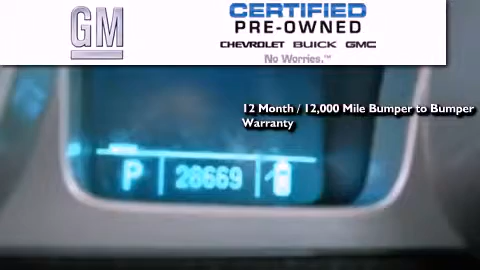 GM
CERTIFIED
PRE-OWNED
CHEVROLET BUICK GMC
No Worries.™
12 Month / 12,000 Mile Bumper to Bumper
Warranty
P 28669